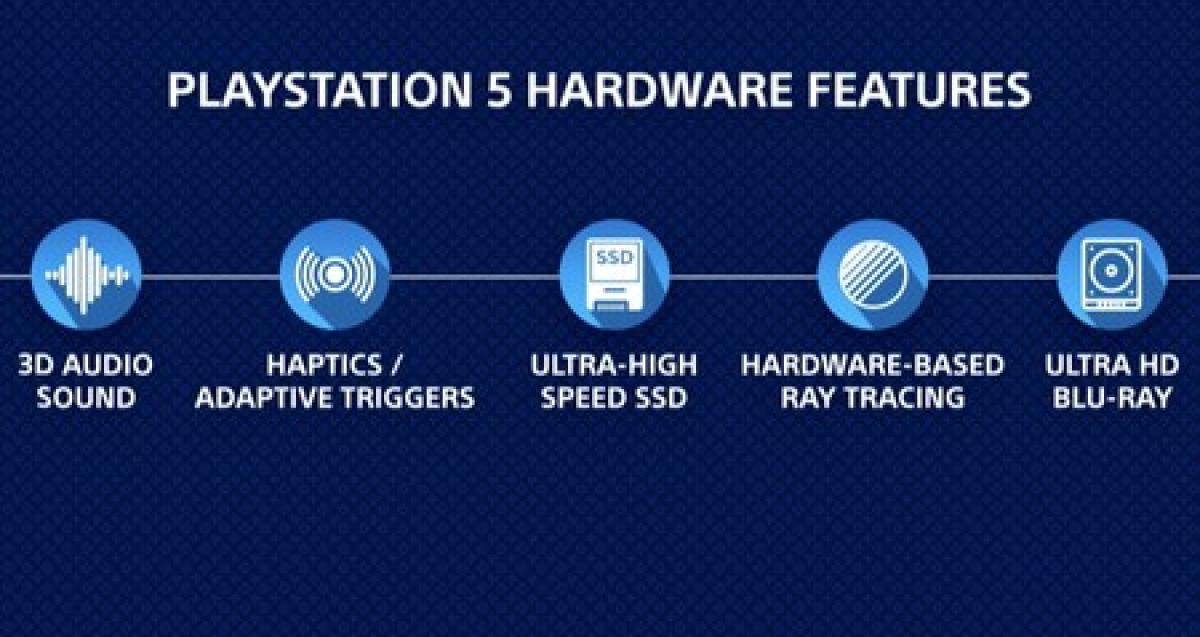 PLAYSTATION 5 HARDWARE FEATURES
SSD
3D AUDIO
SOUND
HAPTICS /
ADAPTIVE TRIGGERS
ULTRA-HIGH
SPEED SSD
HARDWARE-BASED
RAY TRACING
ULTRA HD
BLU-RAY